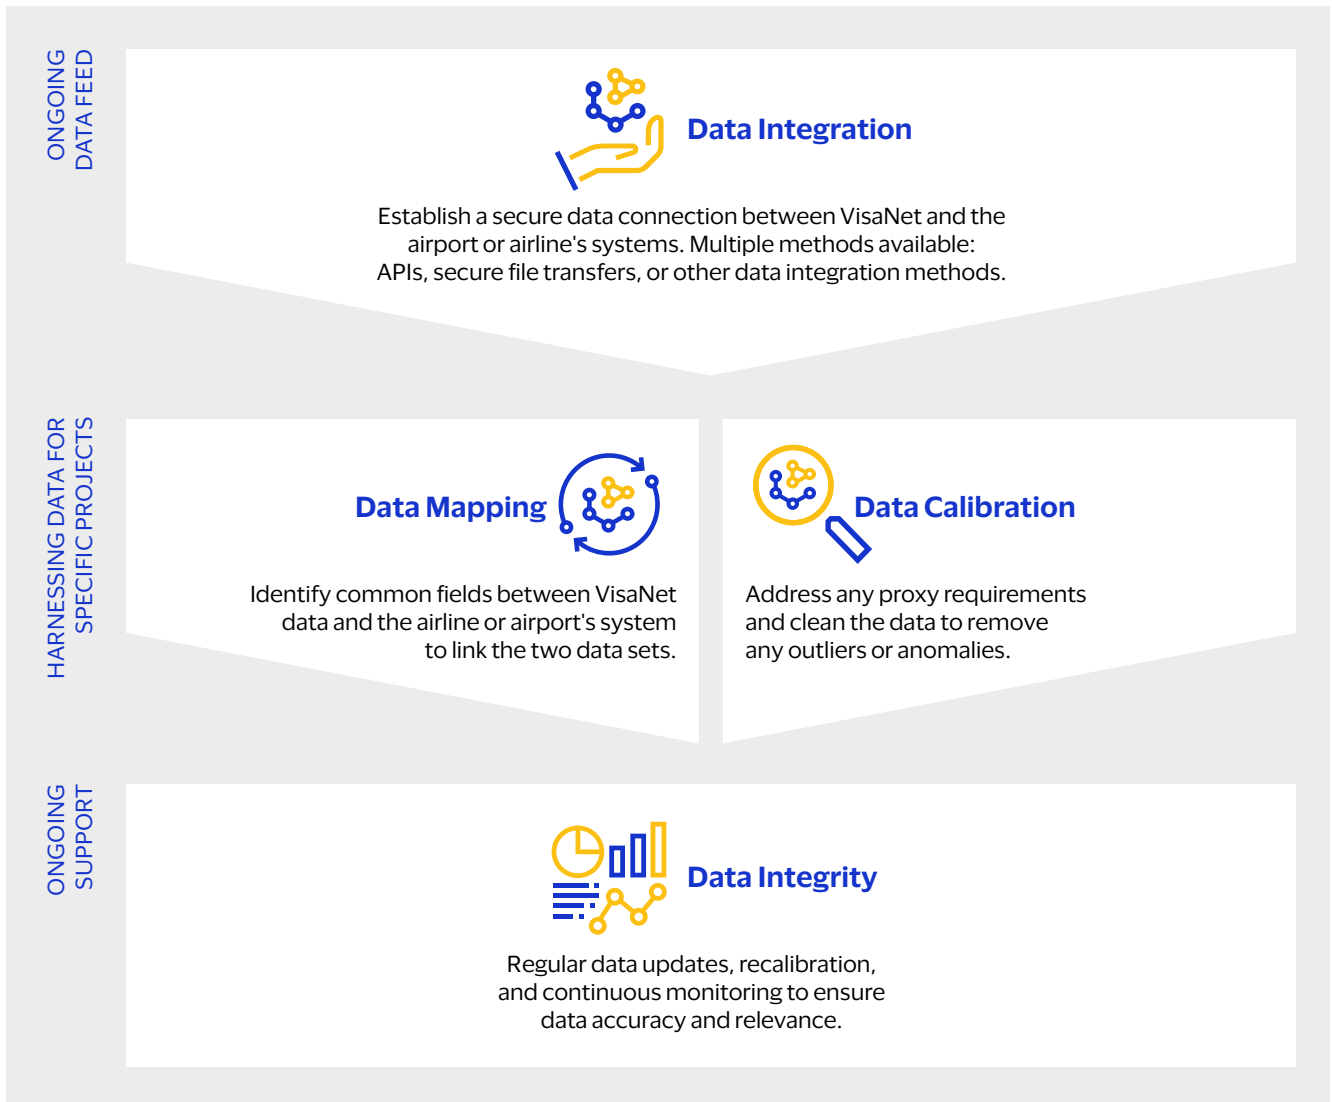 ONGOING
DATA FEED
Data Integration
Establish a secure data connection between VisaNet and the
airport or airline's systems. Multiple methods available:
APIs, secure file transfers, or other data integration methods.
HARNESSING DATA FOR
SPECIFIC PROJECTS
Data Mapping
Identify common fields between VisaNet
data and the airline or airport's system
to link the two data sets.
Data Calibration
Address any proxy requirements
and clean the data to remove
any outliers or anomalies.
ONGOING
SUPPORT
Data Integrity
Regular data updates, recalibration,
and continuous monitoring to ensure
data accuracy and relevance.